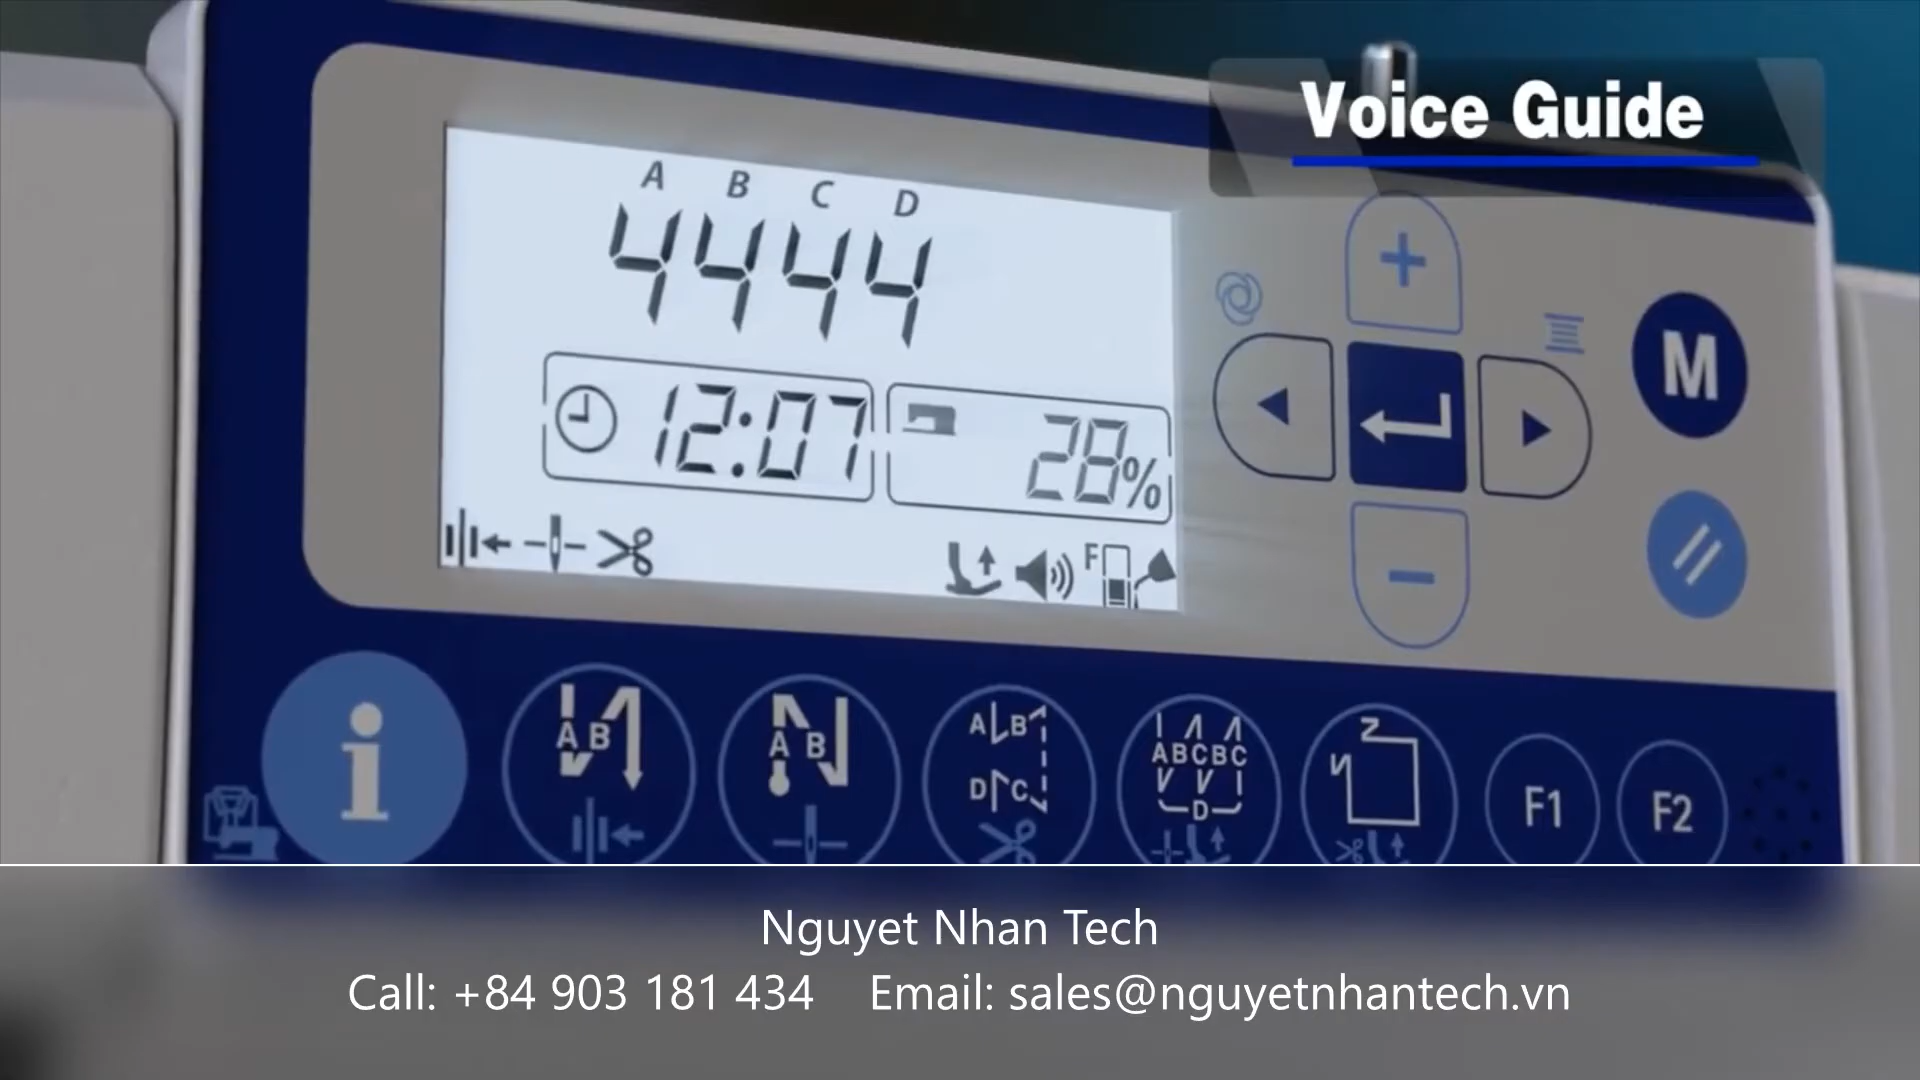 Voice Guide
A B C D
4444
12:07
28%
F
M
i
A B
A B
A B
D C
ABCBC
D
F1
F2
Nguyet Nhan Tech
Call: +84 903 181 434 Email: sales@nguyetnhantech.vn